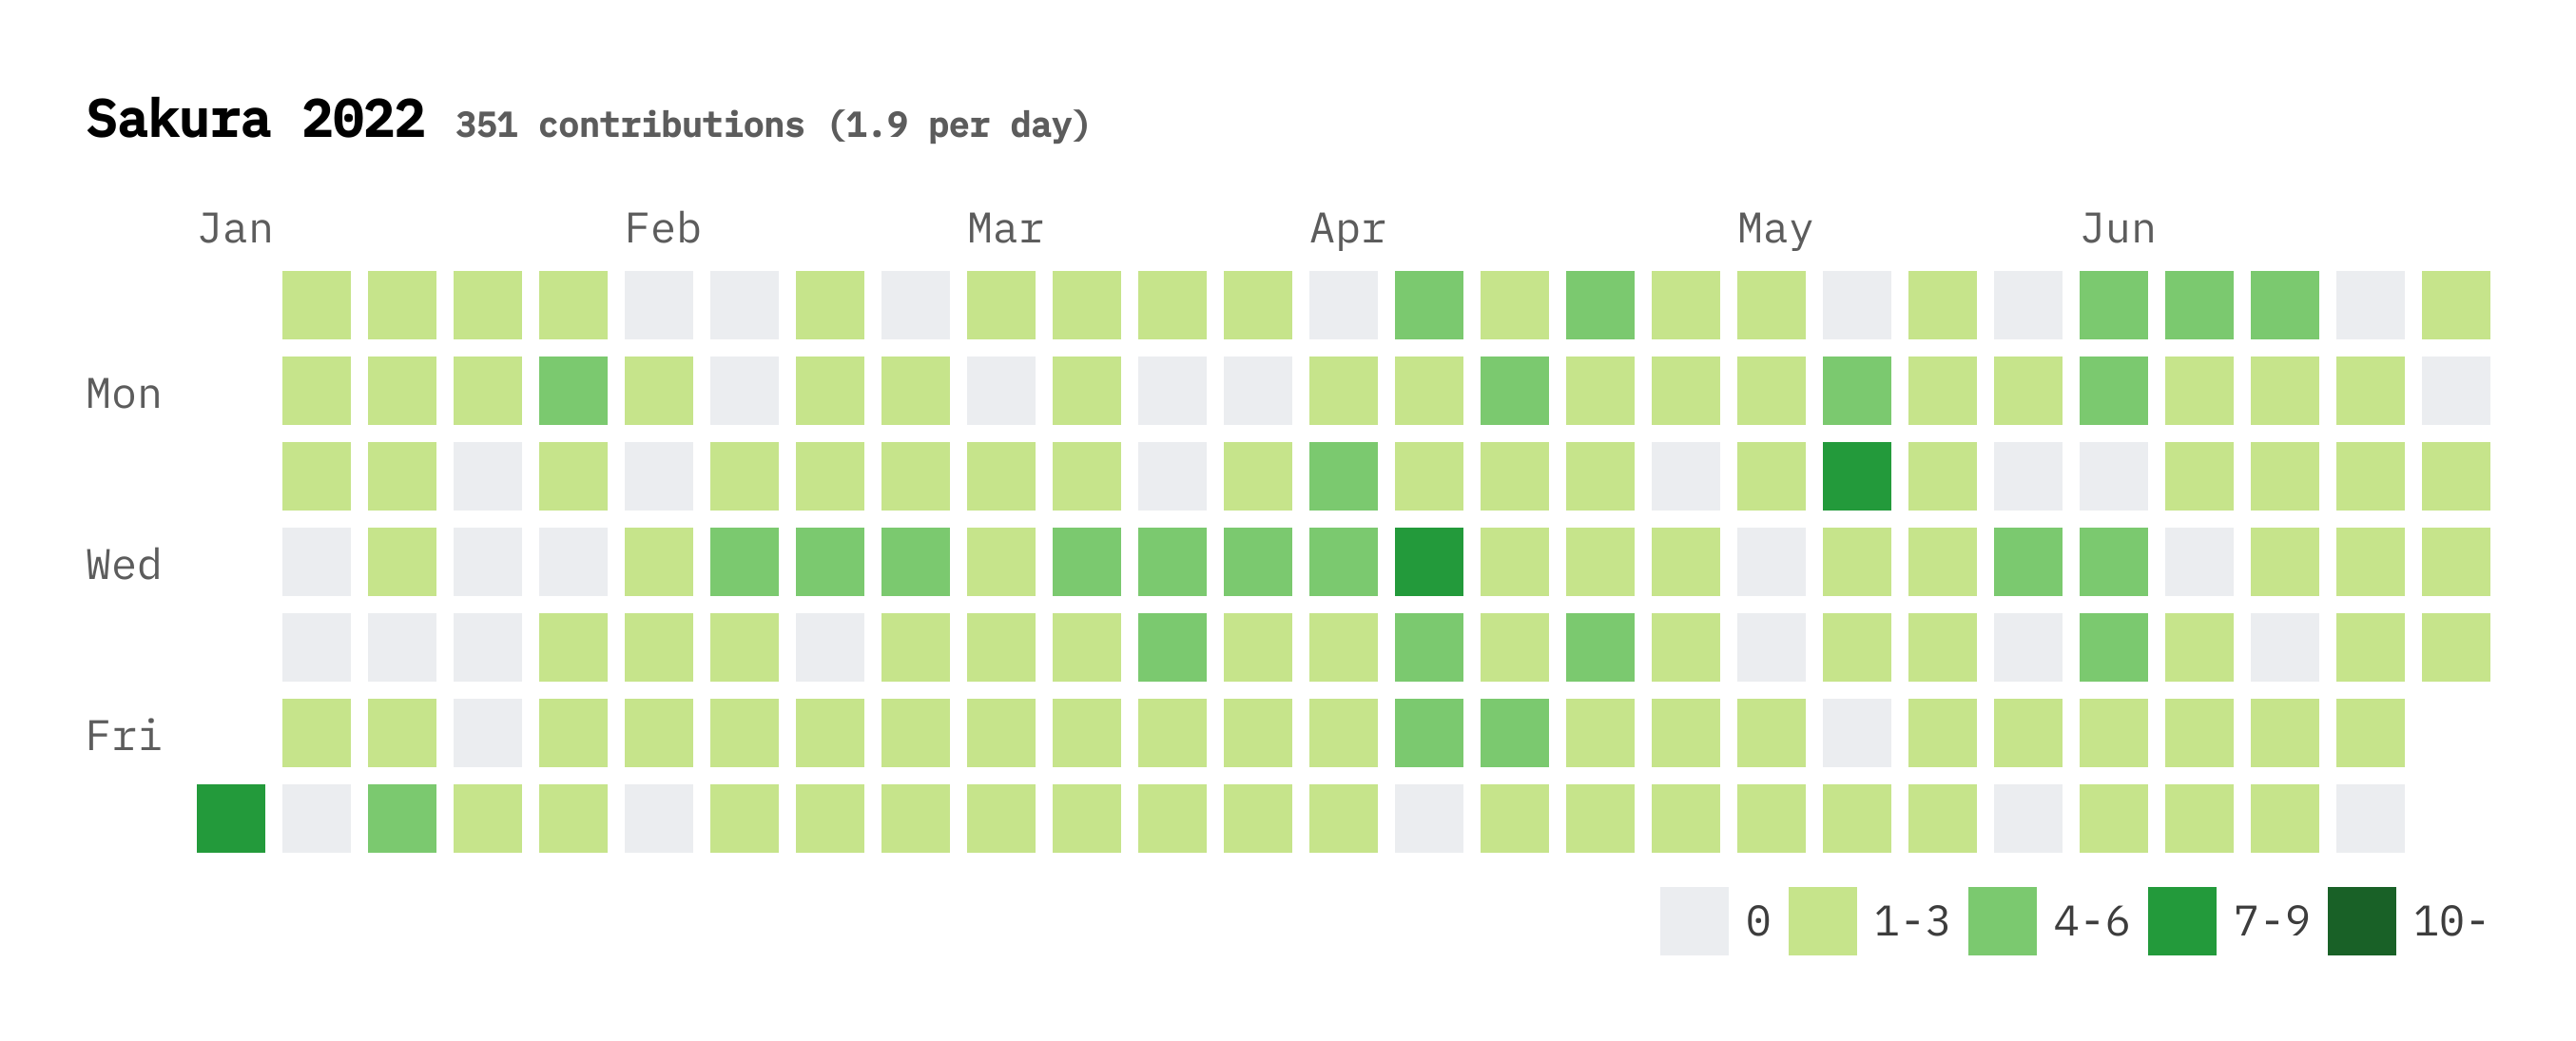 Sakura 2022 351 contributions (1.9 per day)
Jan Feb Mar Apr May Jun
Mon
Wed
Fri
0 1-3 4-6 7-9 10-